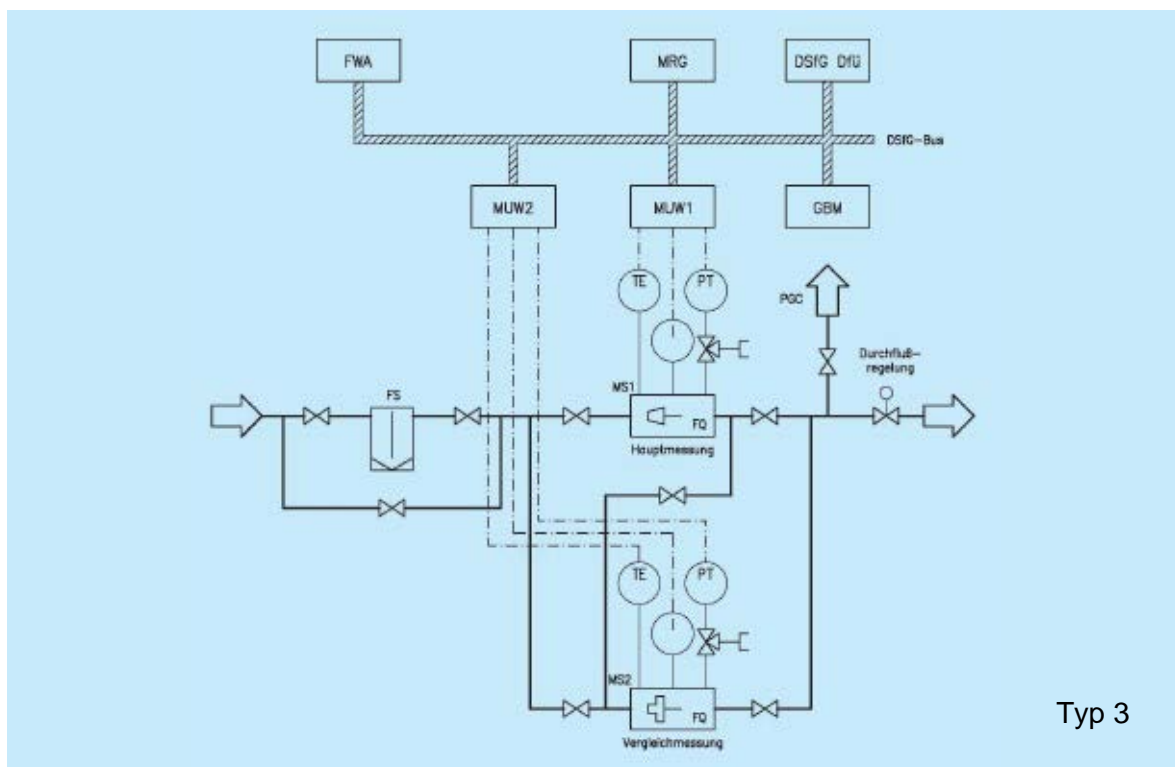 FWA
MRG
DSfG Dfü
DSfG-Bus
MUW2
MUW1
GBM
TE
PT
PGC
Durchfluß-
regelung
I
MS1
FS
FQ
Hauptmessung
TE
PT
I
MS2
FQ
Vergleichmessung
Typ 3